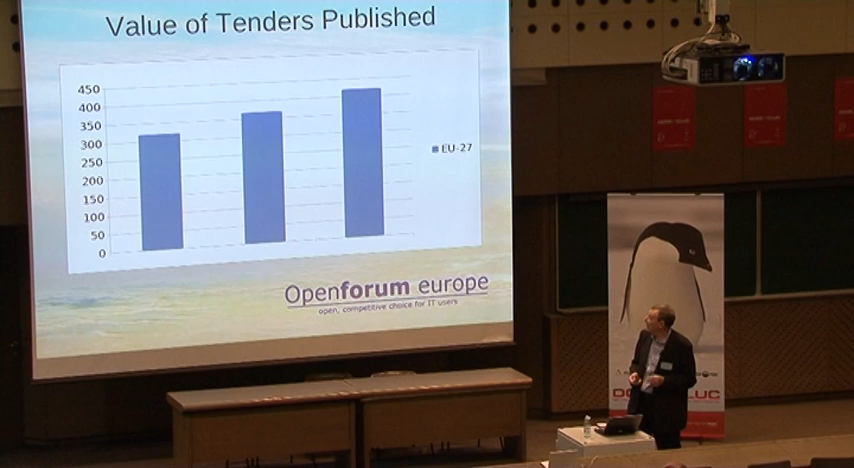 Value of Tenders Published
450
400
350
300
250
200
150
100
50
0
EU-27
Openforum europe
open, competitive choice for IT users